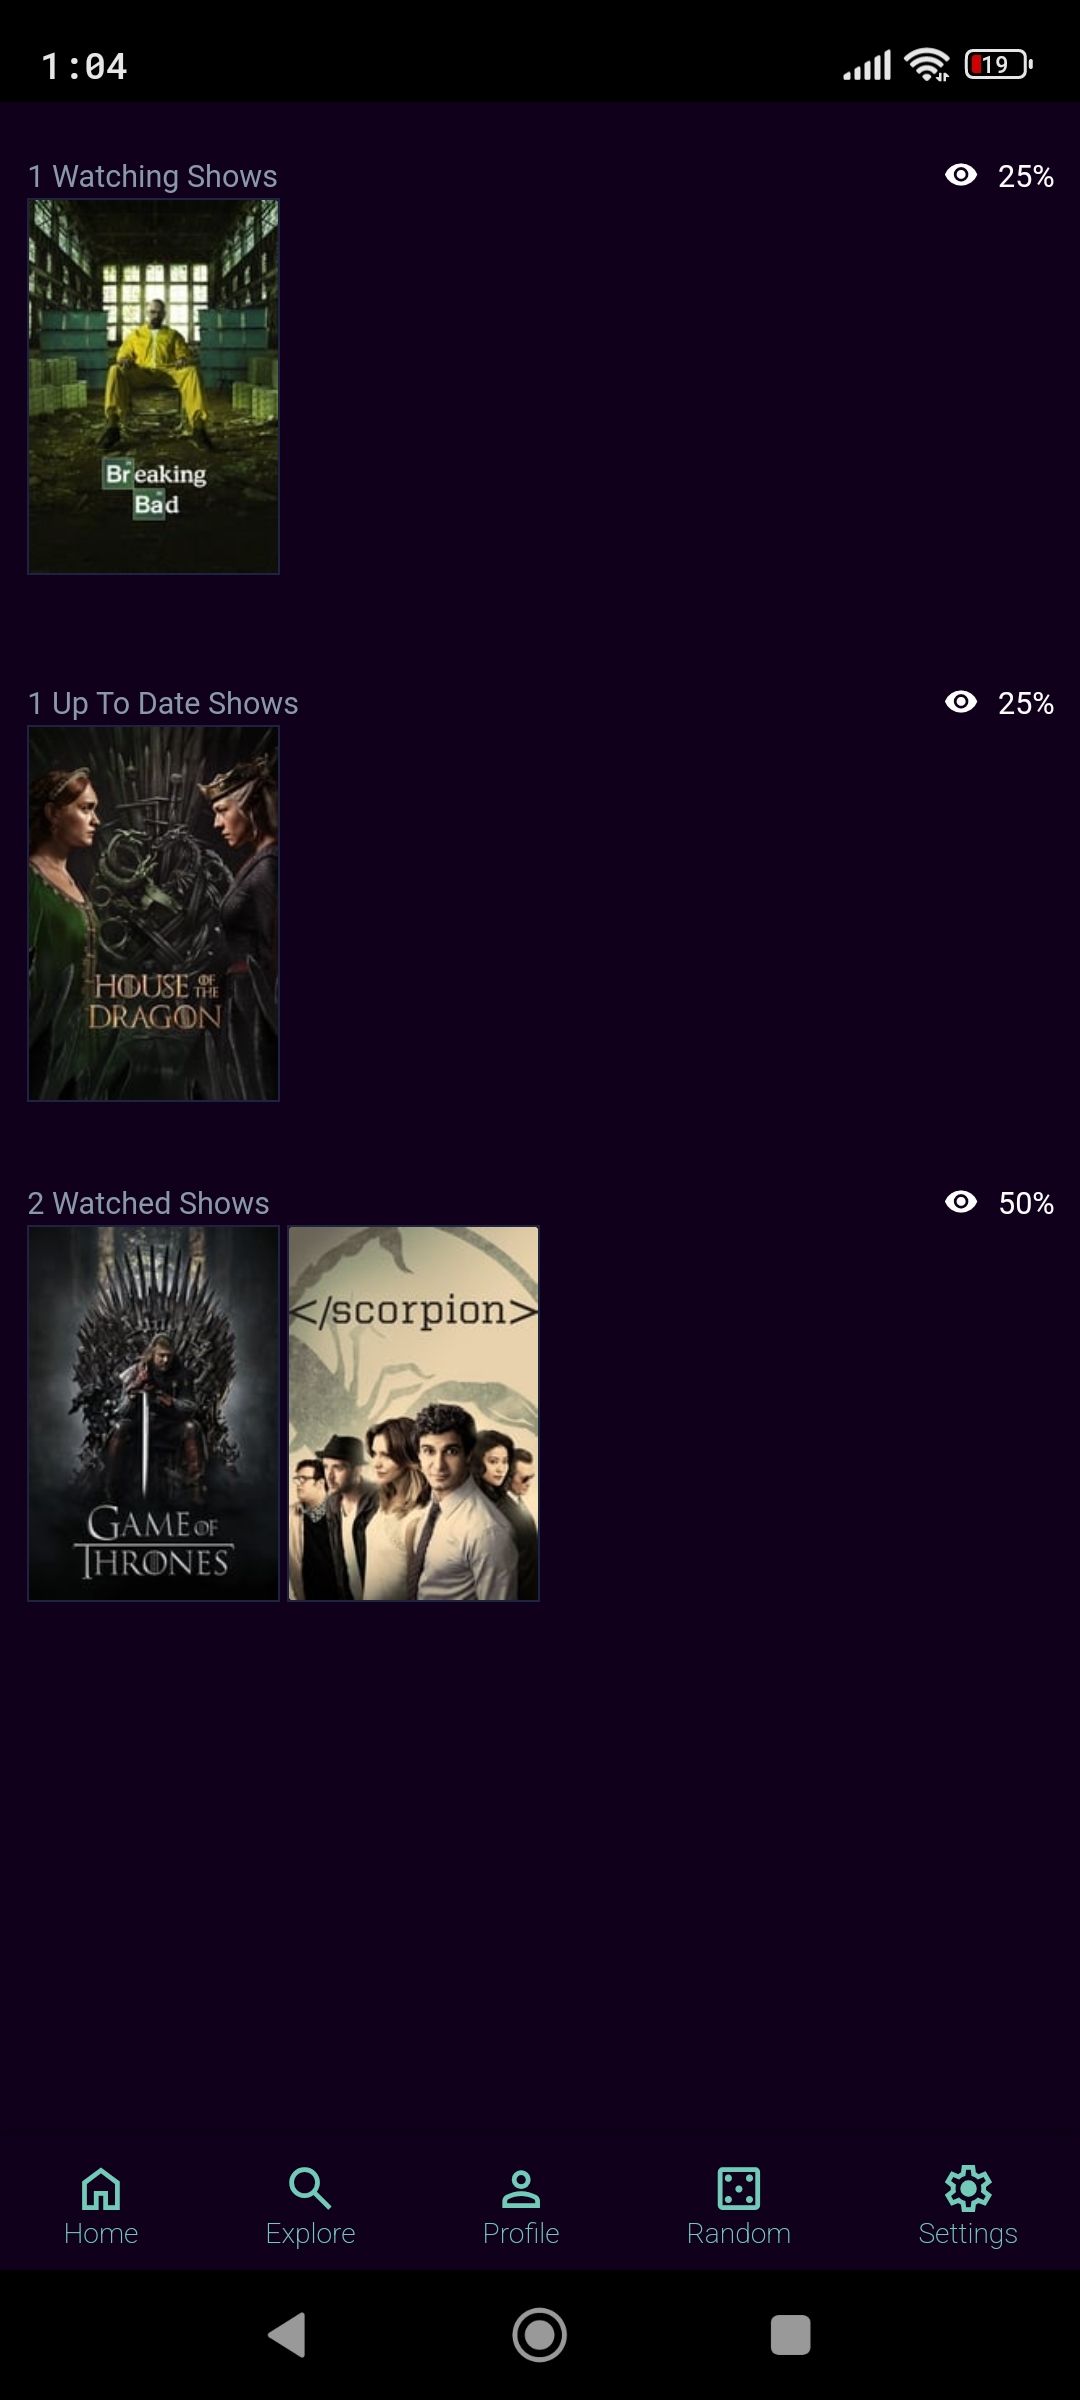 1:04
19
1 Watching Shows
25%
Breaking
Bad
1 Up To Date Shows
25%
HOUSE OF THE
DRAGON
2 Watched Shows
50%
</scorpion>
GAME OF
THRONES
Home
Explore
Profile
Random
Settings